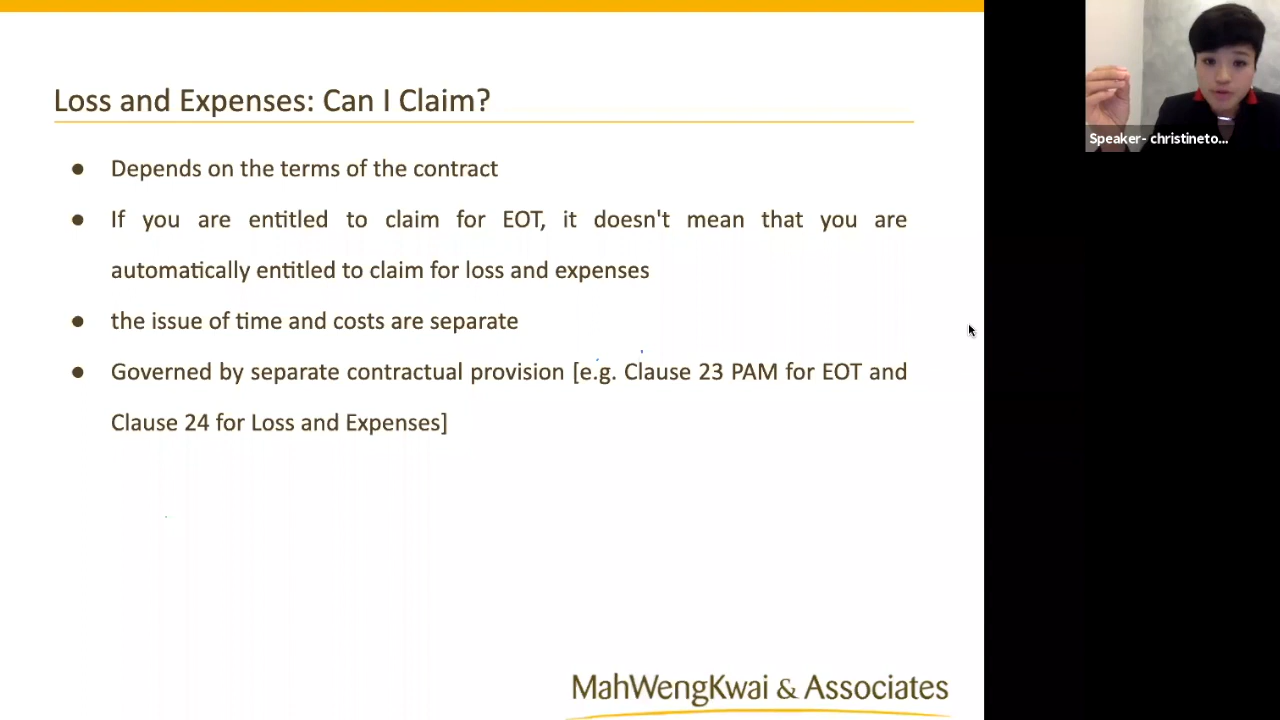 Loss and Expenses: Can I Claim?
● Depends on the terms of the contract
● If you are entitled to claim for EOT, it doesn't mean that you are
automatically entitled to claim for loss and expenses
● the issue of time and costs are separate
● Governed by separate contractual provision [e.g. Clause 23 PAM for EOT and
Clause 24 for Loss and Expenses]
MahWengKwai & Associates
Speaker- christineto...